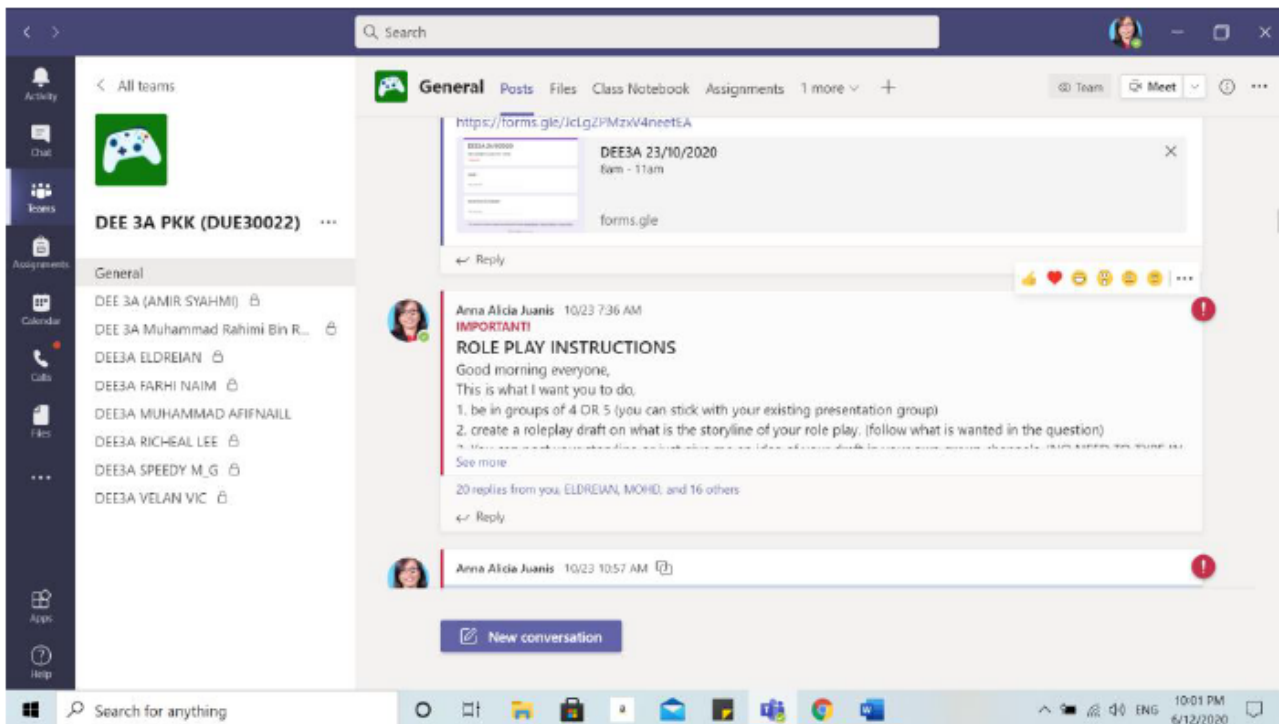 Search
Activity
Chat
Teams
Assignments
Calendar
Calls
Files
Apps
Help
All teams
DEE 3A PKK (DUE30022)
General
DEE 3A (AMIR SYAHMI)
DEE 3A Muhammad Rahimi Bin R...
DEE3A ELDREIAN
DEE3A FARHI NAIM
DEE3A MUHAMMAD AFIFNAILL
DEE3A RICHEAL LEE
DEE3A SPEEDY M_G
DEE3A VELAN VIC
General Posts Files Class Notebook Assignments 1 more +
Team Meet
https://forms.gle/JcLg2PMzxV4neetEA
DEE3A 23/10/2020
8am - 11am
forms.gle
Reply
Anna Alicia Juanis 10/23 7:36 AM
IMPORTANT!
ROLE PLAY INSTRUCTIONS
Good morning everyone,
This is what I want you to do,
1. be in groups of 4 OR 5 (you can stick with your existing presentation group)
2. create a roleplay draft on what is the storyline of your role play. (follow what is wanted in the question)
See more
20 replies from you, ELDREIAN, MOHD, and 16 others
Reply
Anna Alicia Juanis 10/23 10:57 AM
New conversation
Search for anything
ENG
10:01 PM
6/12/2020